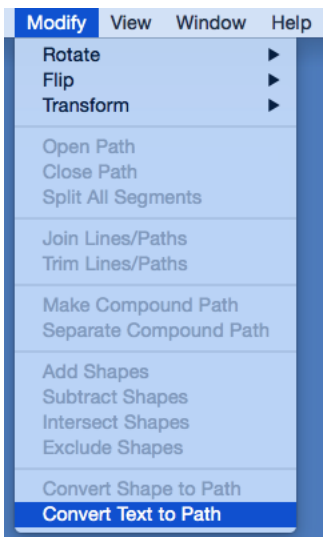 Modify View Window Help
Rotate
Flip
Transform
Open Path
Close Path
Split All Segments
Join Lines/Paths
Trim Lines/Paths
Make Compound Path
Separate Compound Path
Add Shapes
Subtract Shapes
Intersect Shapes
Exclude Shapes
Convert Shape to Path
Convert Text to Path